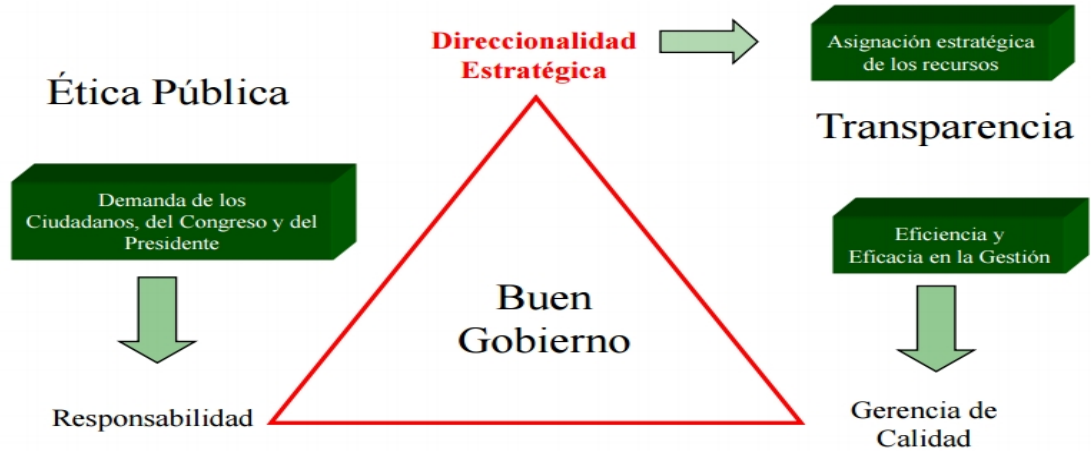 Direccionalidad
Estratégica
Asignación estratégica
de los recursos
Ética Pública
Transparencia
Demanda de los
Ciudadanos, del Congreso y del
Presidente
Eficiencia y
Eficacia en la Gestión
Buen
Gobierno
Responsabilidad
Gerencia de
Calidad